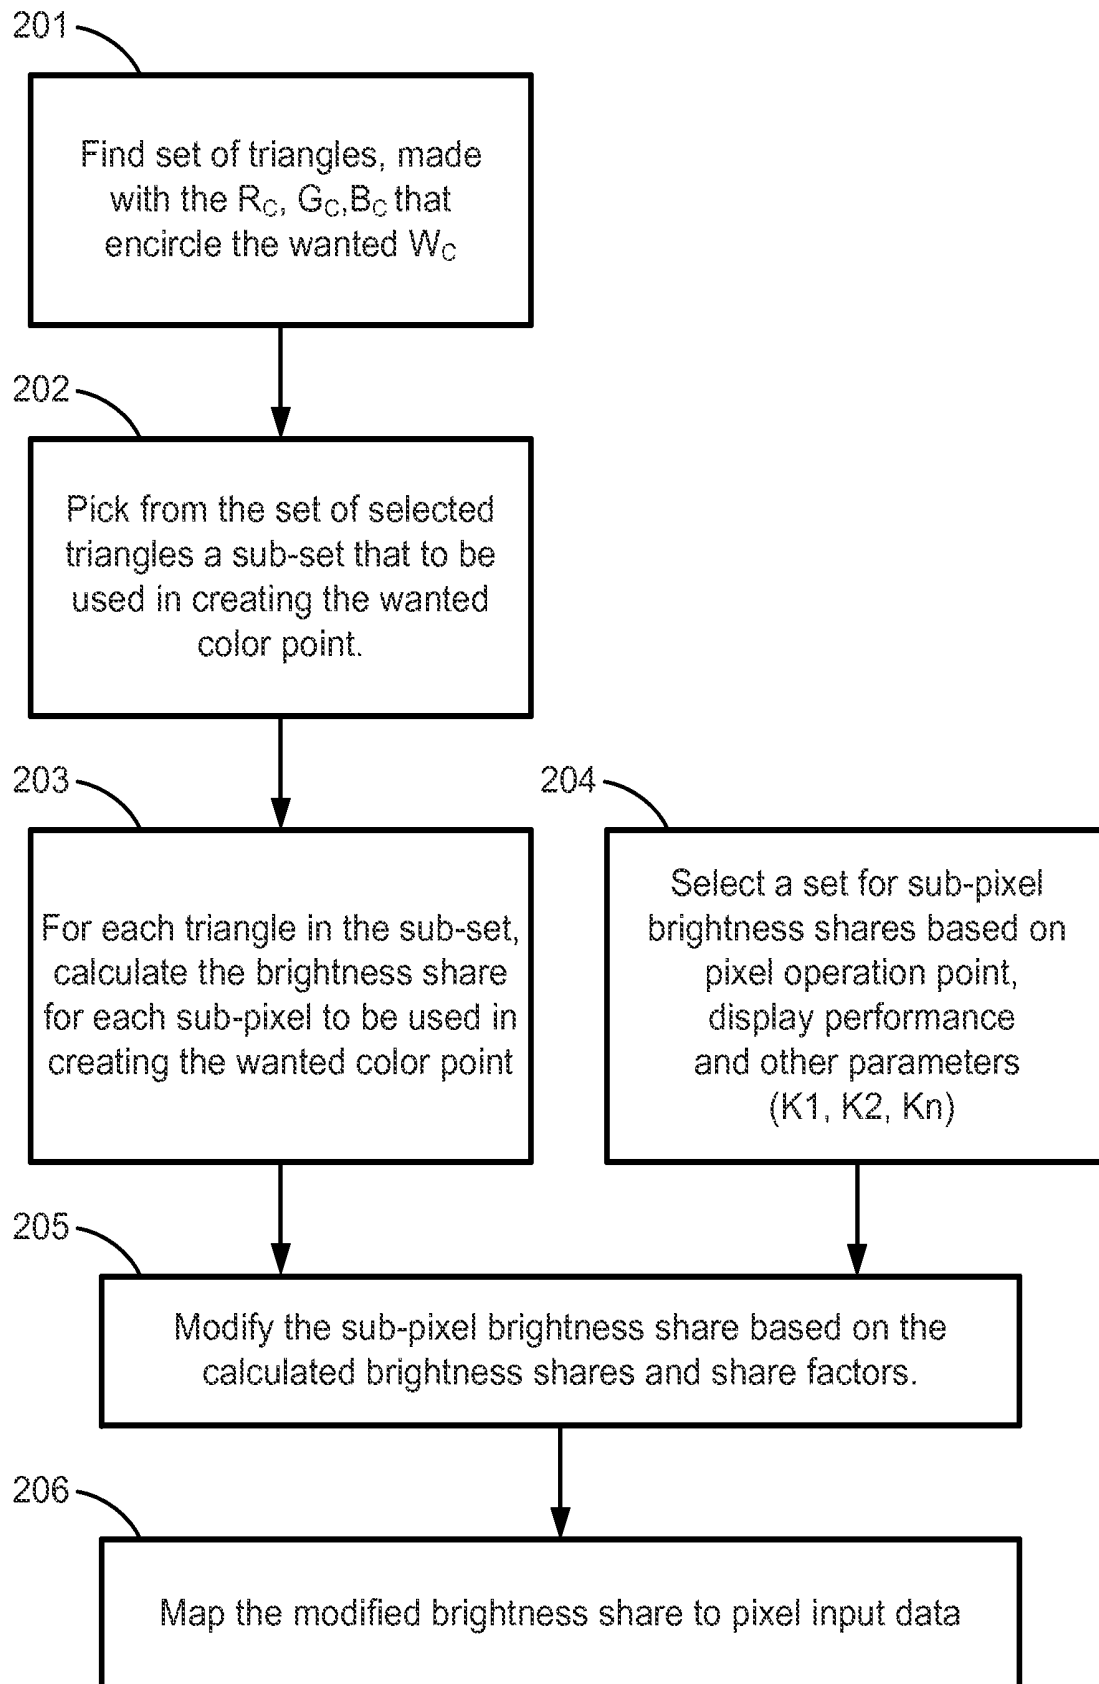 201
Find set of triangles, made
with the R_C, G_C,B_C that
encircle the wanted W_C
202
Pick from the set of selected
triangles a sub-set that to be
used in creating the wanted
color point.
203
For each triangle in the sub-set,
calculate the brightness share
for each sub-pixel to be used in
creating the wanted color point
204
Select a set for sub-pixel
brightness shares based on
pixel operation point,
display performance
and other parameters
(K1, K2, Kn)
205
Modify the sub-pixel brightness share based on the
calculated brightness shares and share factors.
206
Map the modified brightness share to pixel input data